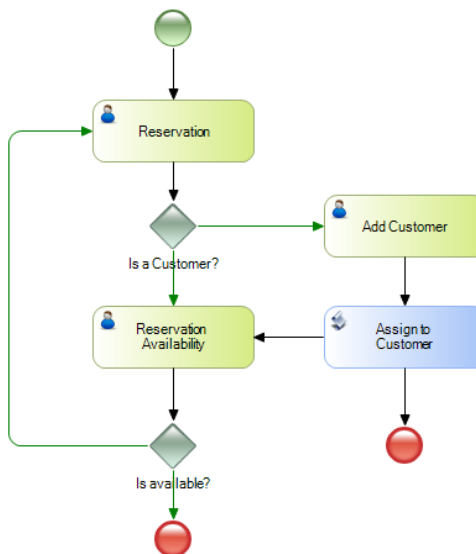 Reservation
Add Customer
Is a Customer?
Reservation
Availability
Assign to
Customer
Is available?